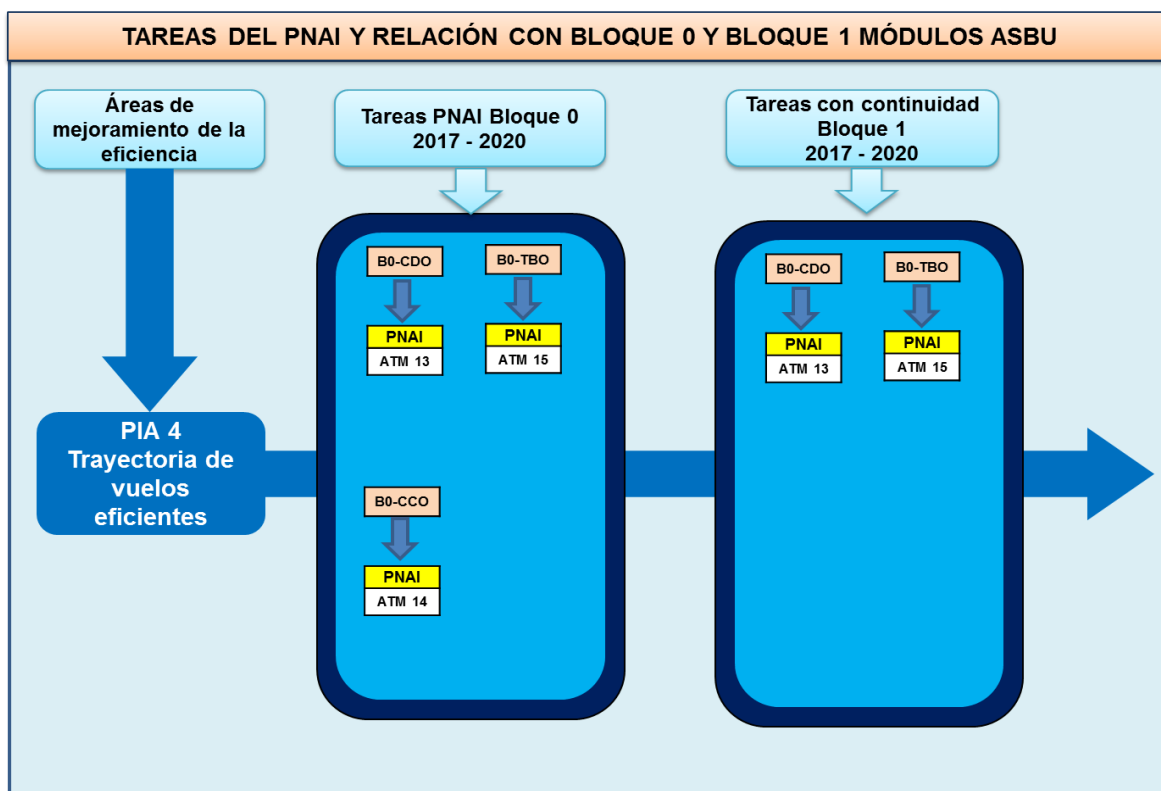 TAREAS DEL PNAI Y RELACIÓN CON BLOQUE 0 Y BLOQUE 1 MÓDULOS ASBU
Áreas de
mejoramiento de la
eficiencia
Tareas PNAI Bloque 0
2017 - 2020
Tareas con continuidad
Bloque 1
2017 - 2020
PIA 4
Trayectoria de
vuelos
eficientes
B0-CDO
PNAI
ATM 13
B0-TBO
PNAI
ATM 15
B0-CCO
PNAI
ATM 14
B0-CDO
PNAI
ATM 13
B0-TBO
PNAI
ATM 15